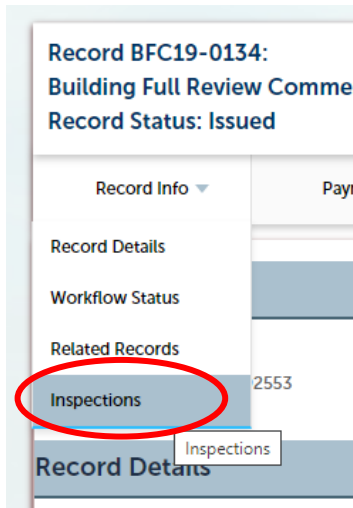 Record BFC19-0134:
Building Full Review Comme
Record Status: Issued
Record Info
Record Details
Workflow Status
Related Records
2553
Inspections
Inspections
Record Details